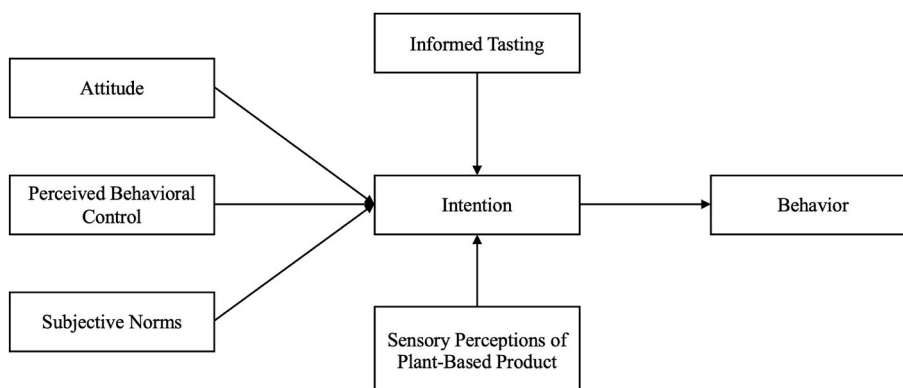 Informed Tasting
Attitude
Perceived Behavioral
Control
Intention
Behavior
Subjective Norms
Sensory Perceptions of
Plant-Based Product